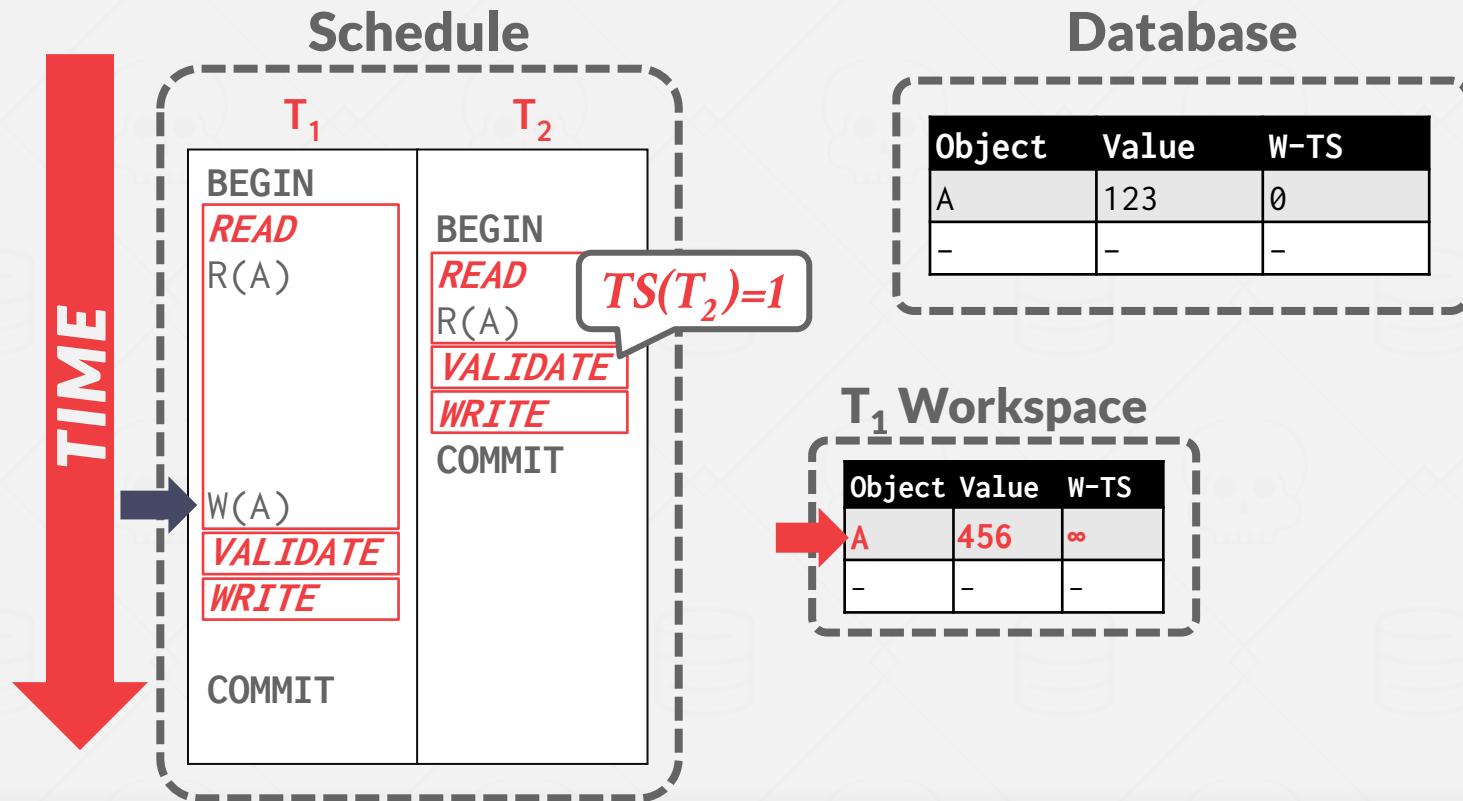 Schedule
TIME
T₁ T₂
BEGIN
READ
R(A)
W(A)
VALIDATE
WRITE
COMMIT
BEGIN
READ
R(A)
VALIDATE
WRITE
COMMIT
TS(T₂)=1
Database
Object Value W-TS
A 123 0
– – –
T₁ Workspace
Object Value W-TS
A 456 ∞
– – –